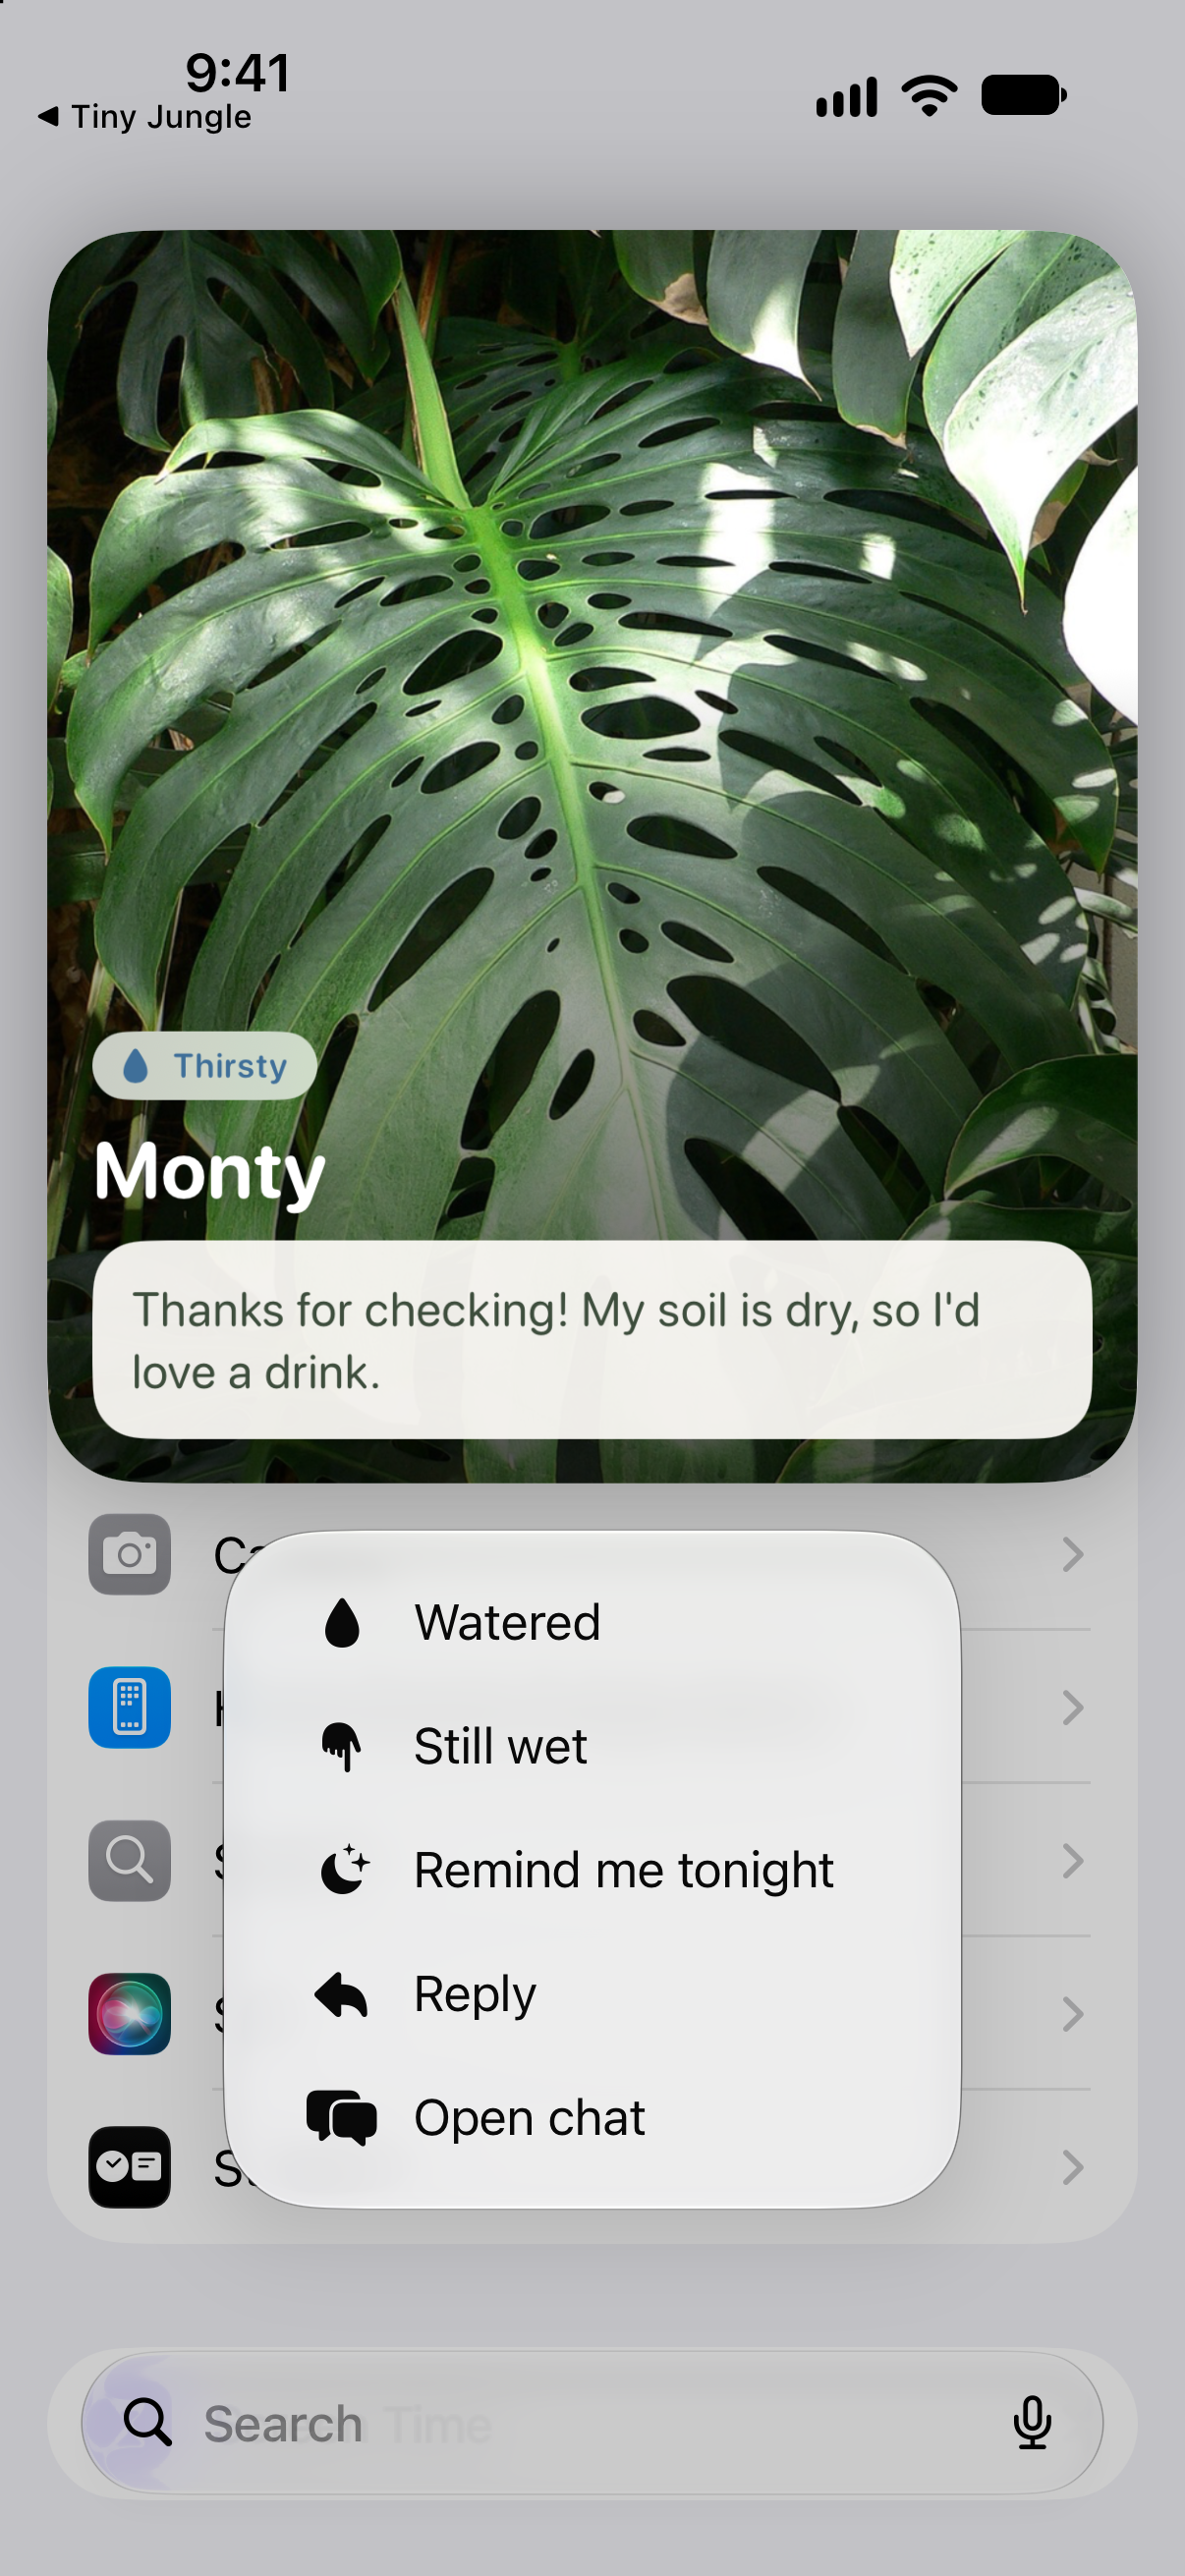 9:41
Tiny Jungle
Thirsty
Monty
Thanks for checking! My soil is dry, so I'd
love a drink.
Watered
Still wet
Remind me tonight
Reply
Open chat
Search